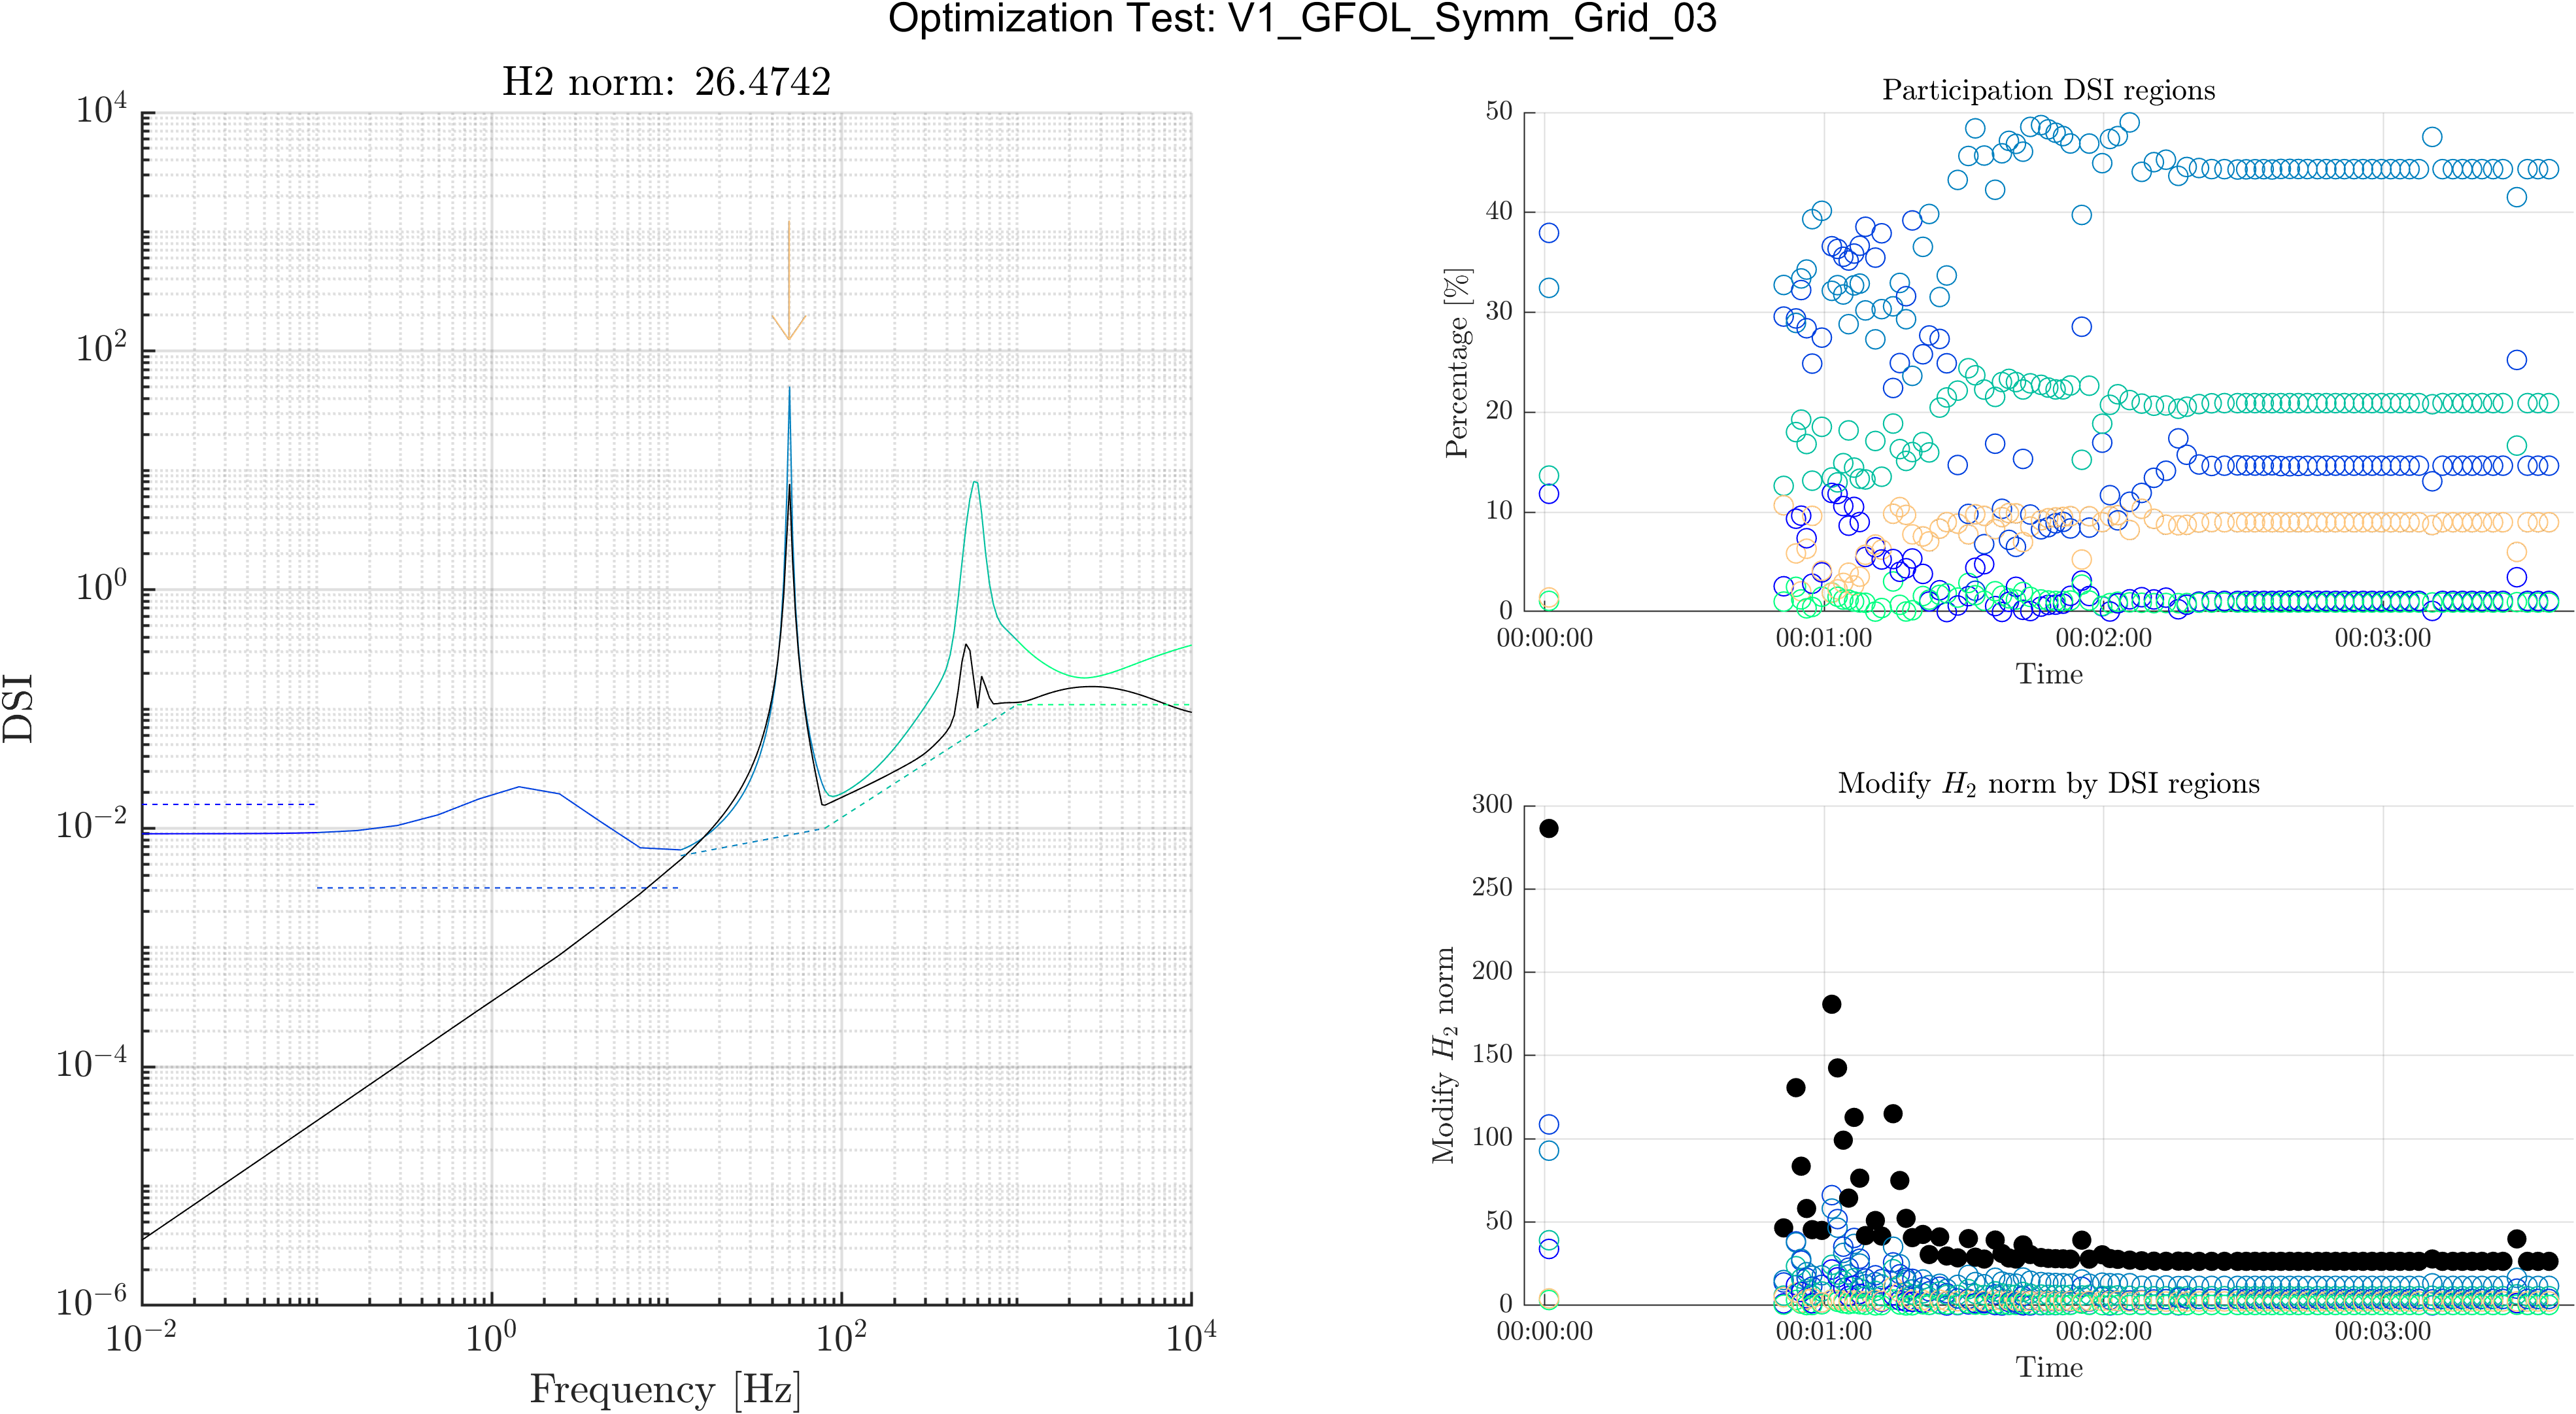 Optimization Test: V1_GFOL_Symm_Grid_03
H2 norm: 26.4742
10^4
10^2
10^0
10^−2
10^−4
10^−6
DSI
10^−2 10^0 10^2 10^4
Frequency [Hz]
Participation DSI regions
50
40
30
20
10
0
Percentage [%]
00:00:00 00:01:00 00:02:00 00:03:00
Time
Modify H_2 norm by DSI regions
300
250
200
150
100
50
0
Modify H_2 norm
00:00:00 00:01:00 00:02:00 00:03:00
Time